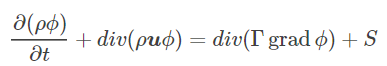 ∂(ρϕ)/∂t + div(ρuϕ) = div(Γ grad ϕ) + S